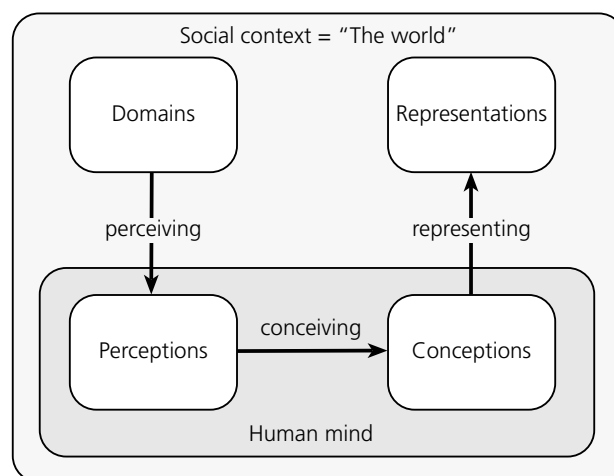 Social context = “The world”
Domains
Representations
perceiving
representing
Perceptions
conceiving
Conceptions
Human mind